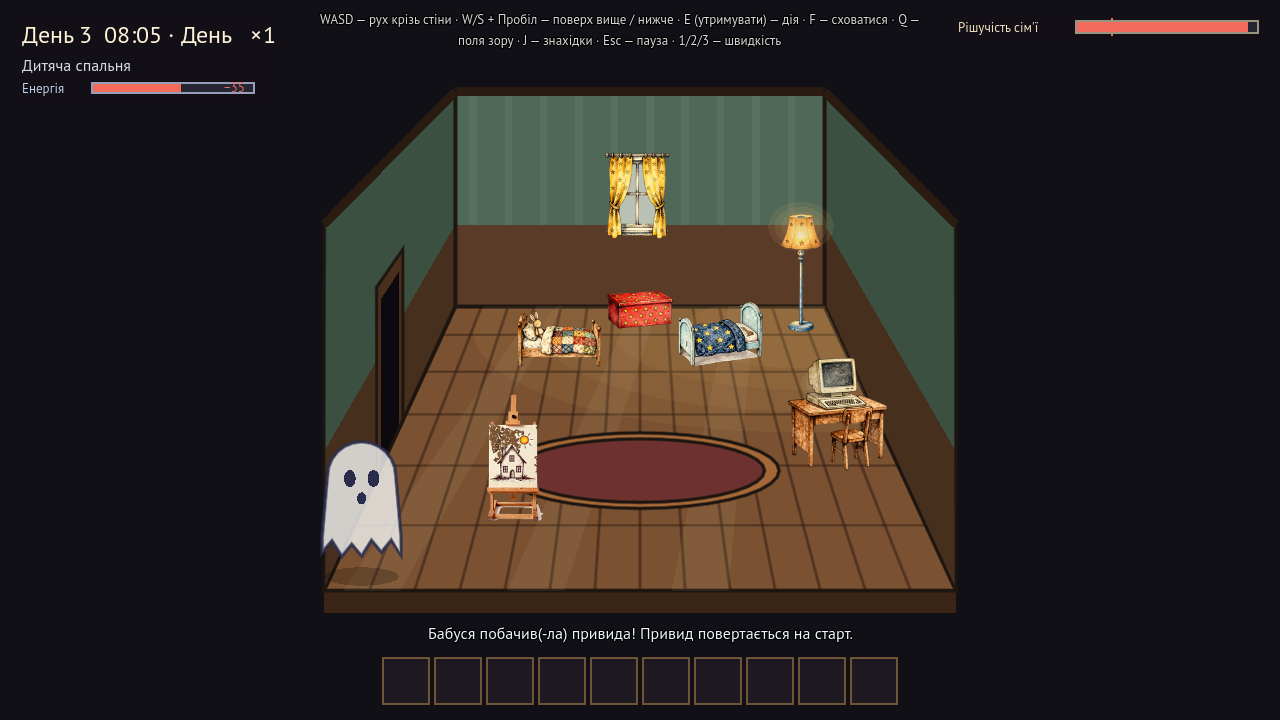 День 3  08:05 · День   ×1
Дитяча спальня
Енергія
−35
WASD — рух крізь стіни · W/S + Пробіл — поверх вище / нижче · E (утримувати) — дія · F — сховатися · Q —
поля зору · J — знахідки · Esc — пауза · 1/2/3 — швидкість
Рішучість сім'ї
Бабуся побачив(-ла) привида! Привид повертається на старт.